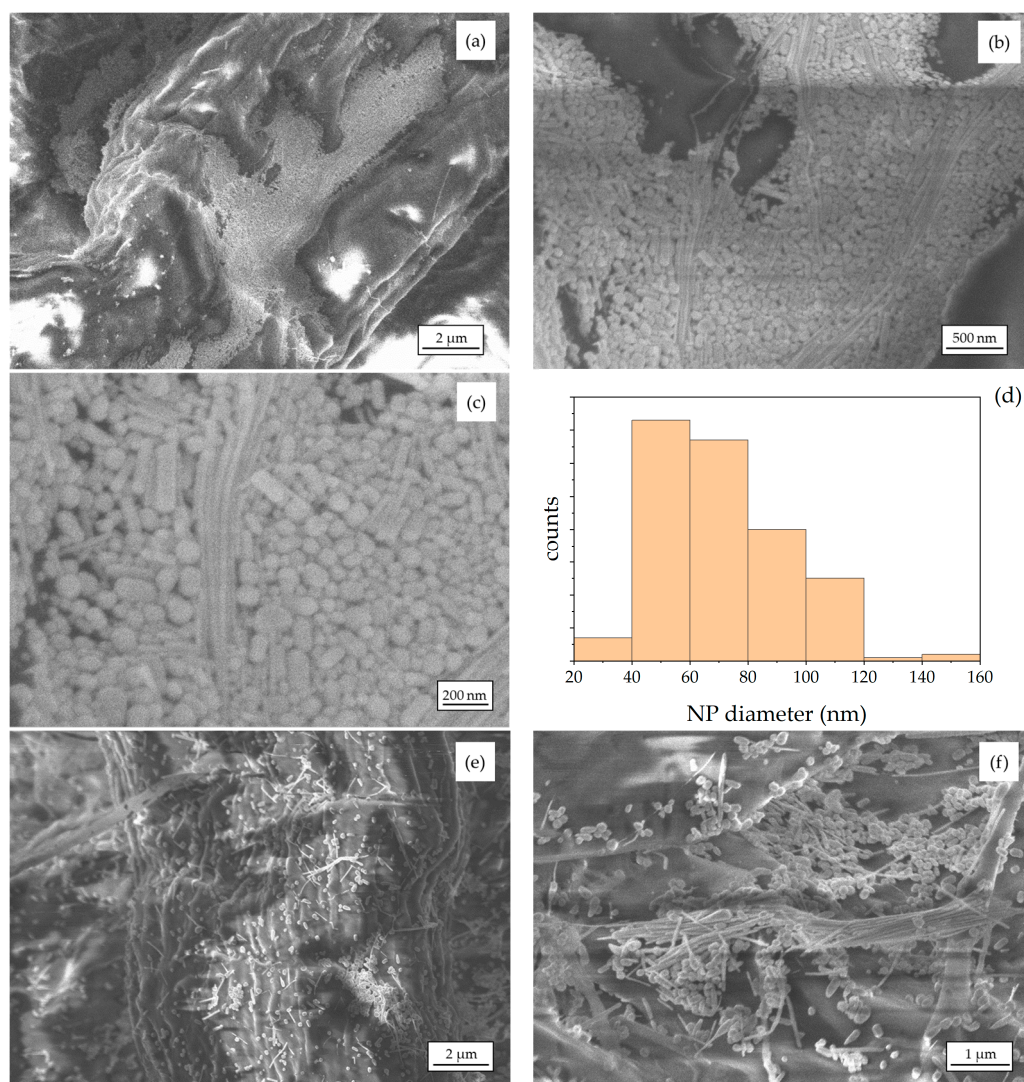 (a)
2 μm
(b)
500 nm
(c)
200 nm
(d)
counts
20 40 60 80 100 120 140 160
NP diameter (nm)
(e)
2 μm
(f)
1 μm